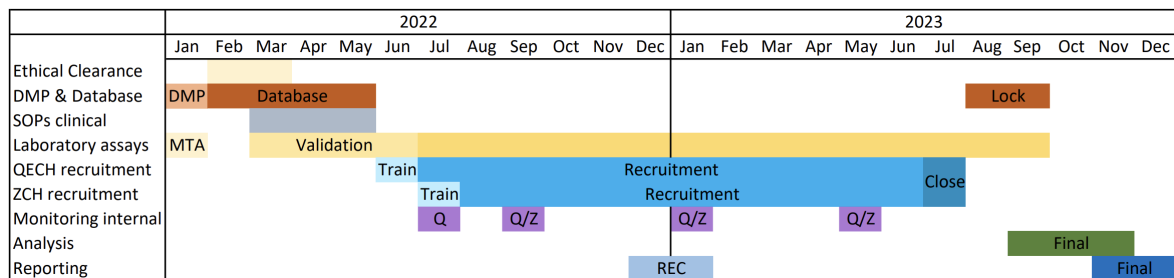 2022 2023
Jan Feb Mar Apr May Jun Jul Aug Sep Oct Nov Dec Jan Feb Mar Apr May Jun Jul Aug Sep Oct Nov Dec
Ethical Clearance
DMP & Database DMP Database Lock
SOPs clinical
Laboratory assays MTA Validation
QECH recruitment Train Recruitment
Close
ZCH recruitment Train Recruitment
Monitoring internal Q Q/Z Q/Z Q/Z
Analysis Final
Reporting REC Final